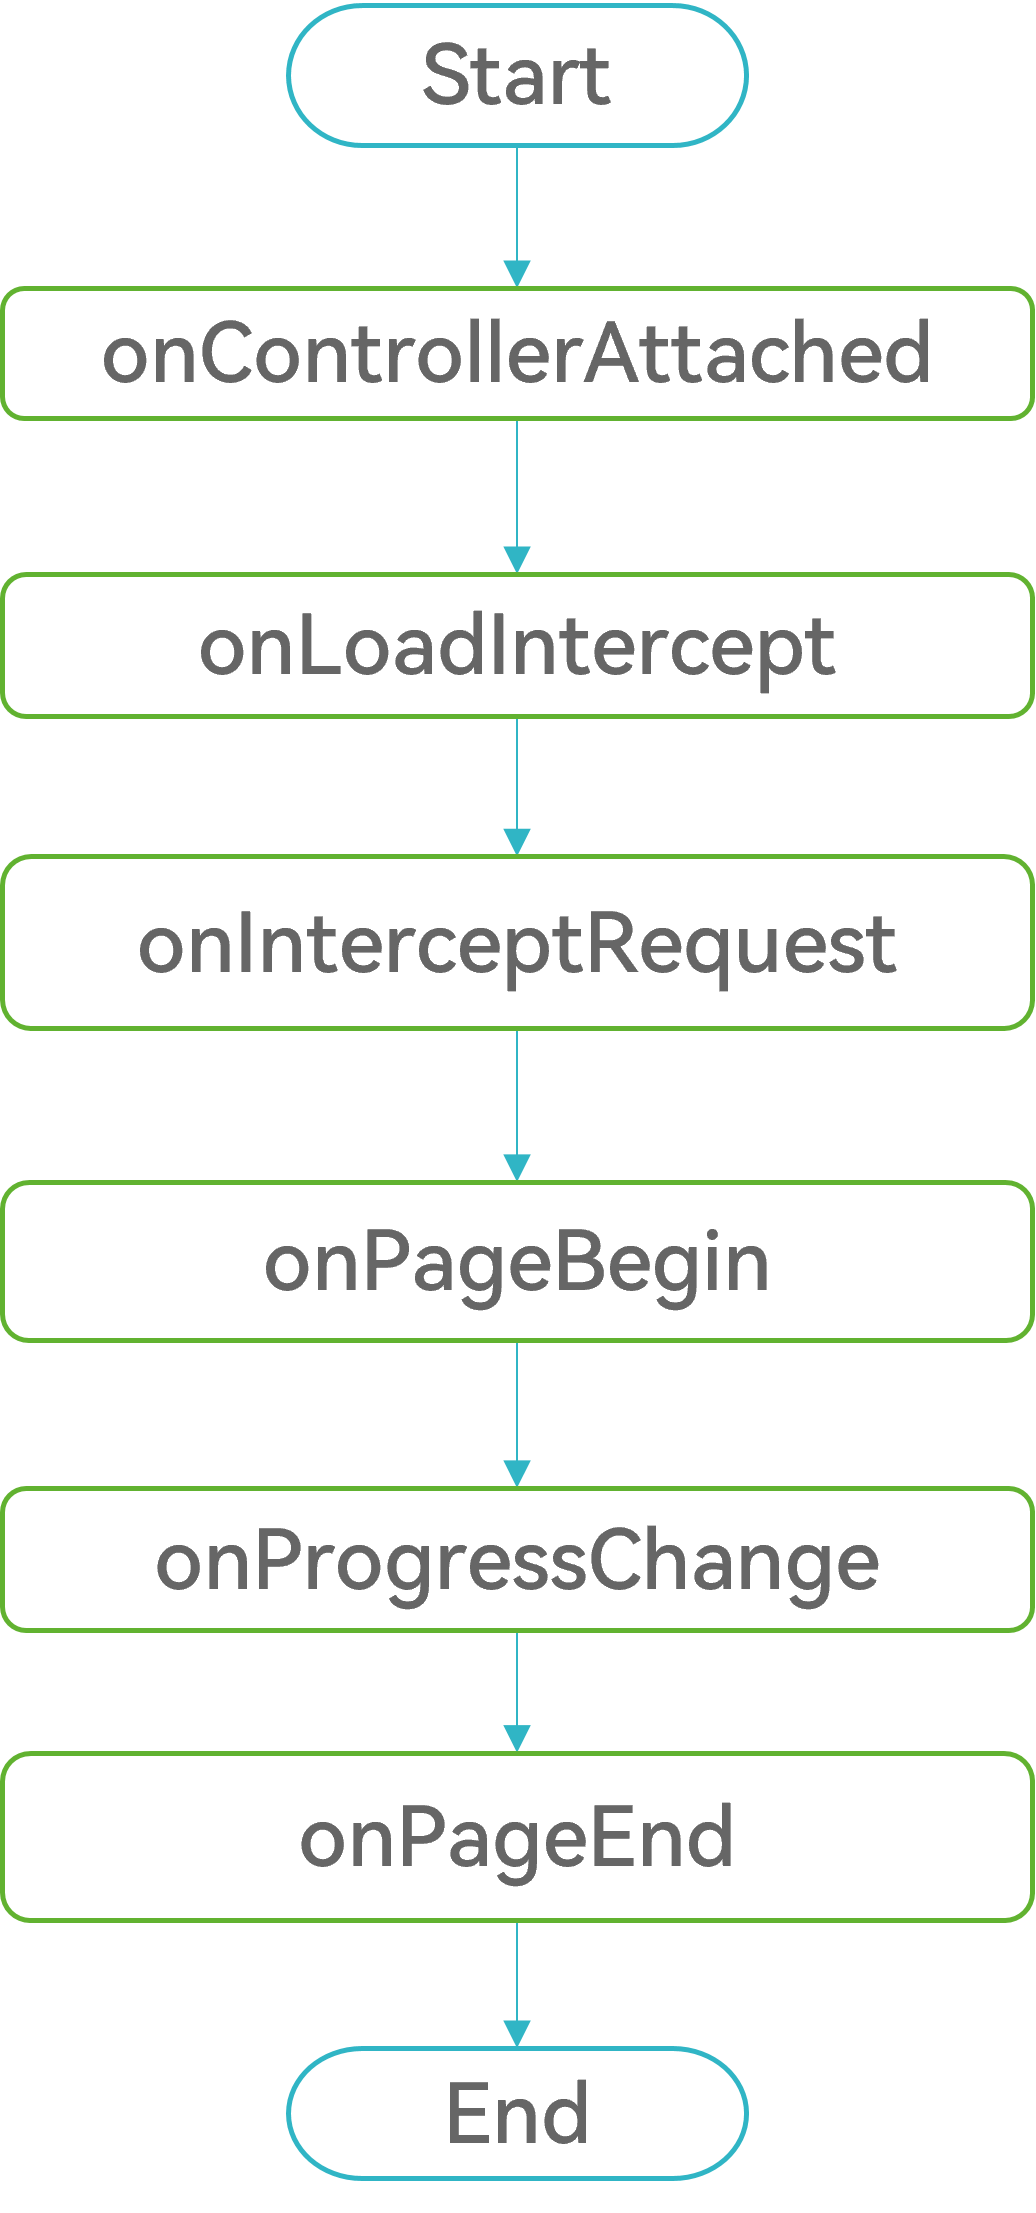 Start
onControllerAttached
onLoadIntercept
onInterceptRequest
onPageBegin
onProgressChange
onPageEnd
End